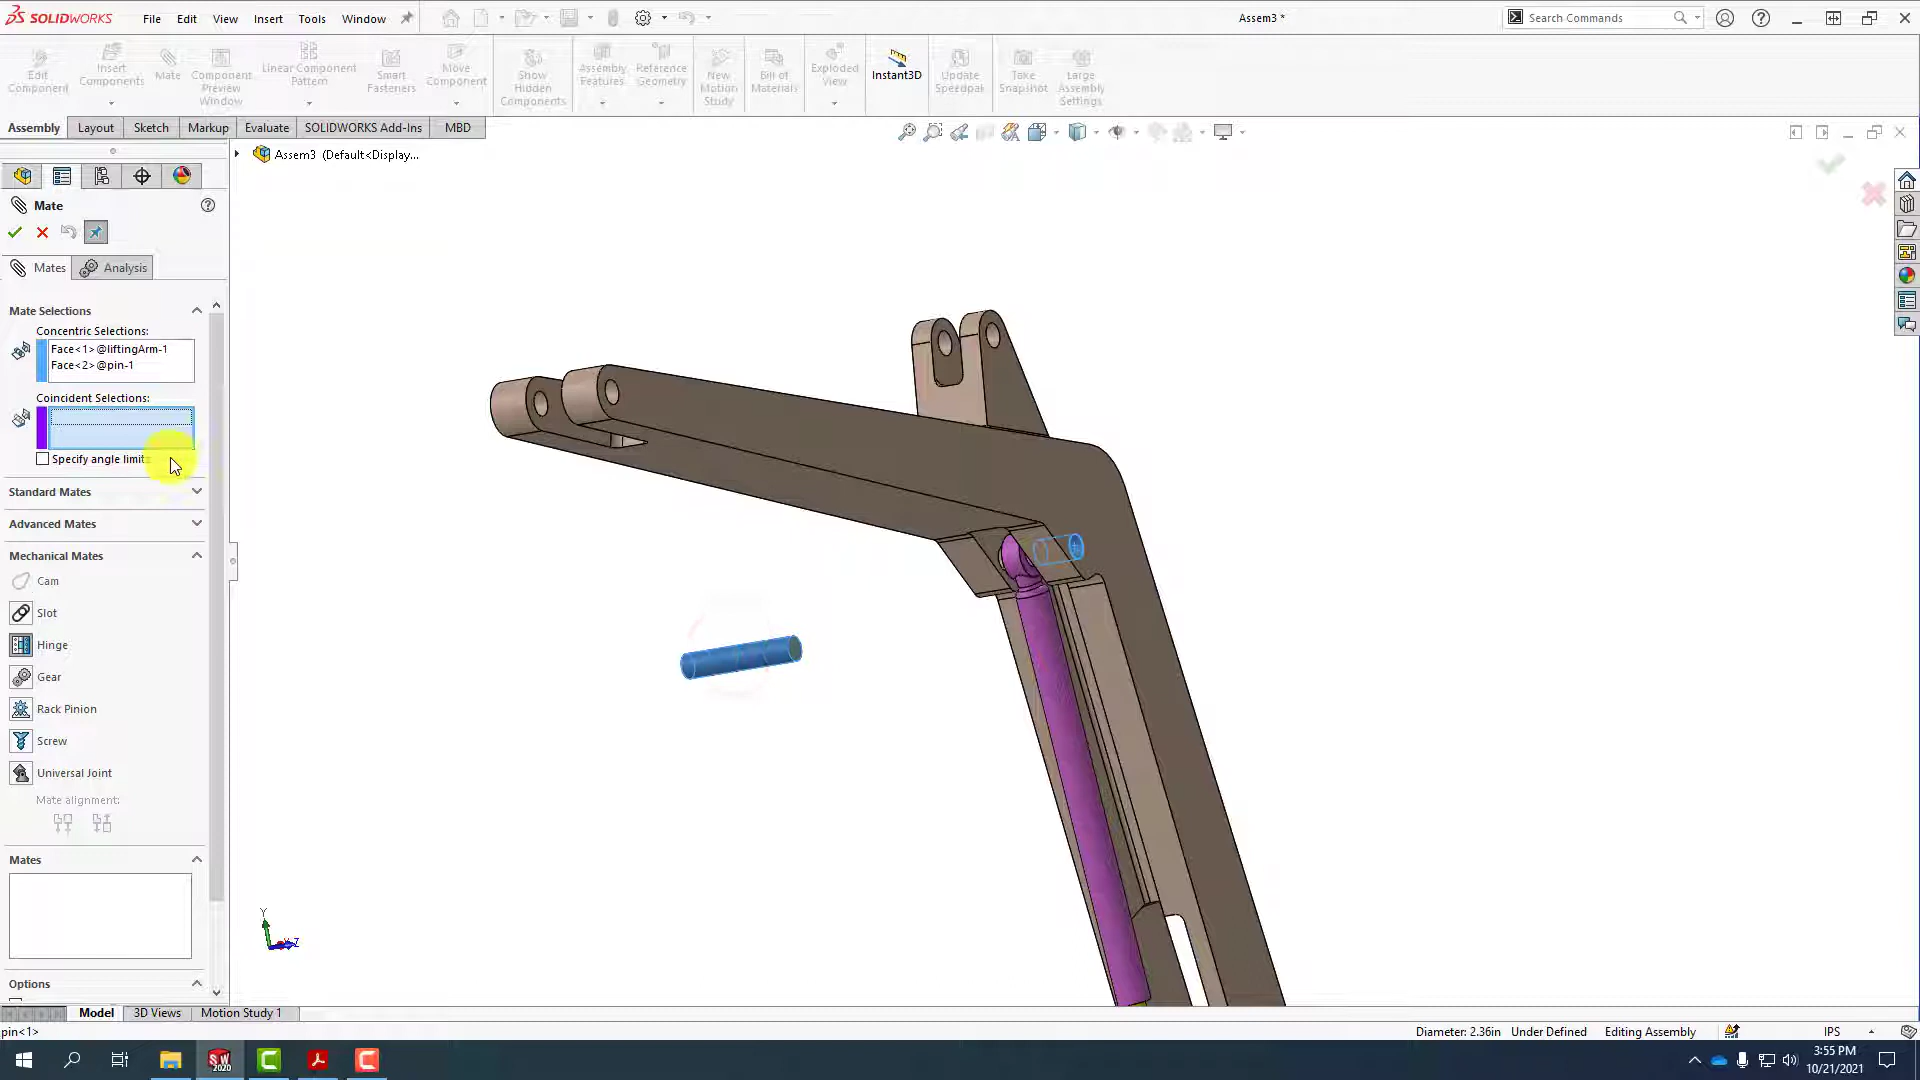 SOLIDWORKS File Edit View Insert Tools Window Assem3 * Search Commands
Edit Component
Insert Components
Mate
Component Preview Window
Linear Component Pattern
Smart Fasteners
Move Component
Show Hidden Components
Assembly Features
Reference Geometry
New Motion Study
Bill of Materials
Exploded View
Instant3D
Update Speedpak
Take Snapshot
Large Assembly Settings
Assembly Layout Sketch Markup Evaluate SOLIDWORKS Add-Ins MBD
Assem3 (Default<Display...
Mate
Mates Analysis
Mate Selections
Concentric Selections:
Face<1>@liftingArm-1
Face<2>@pin-1
Coincident Selections:
Specify angle limits
Standard Mates
Advanced Mates
Mechanical Mates
Cam
Slot
Hinge
Gear
Rack Pinion
Screw
Universal Joint
Mate alignment:
Mates
Options
Y
Z
Model 3D Views Motion Study 1
pin<1> Diameter: 2.36in Under Defined Editing Assembly IPS
SW 2020
3:55 PM
10/21/2021